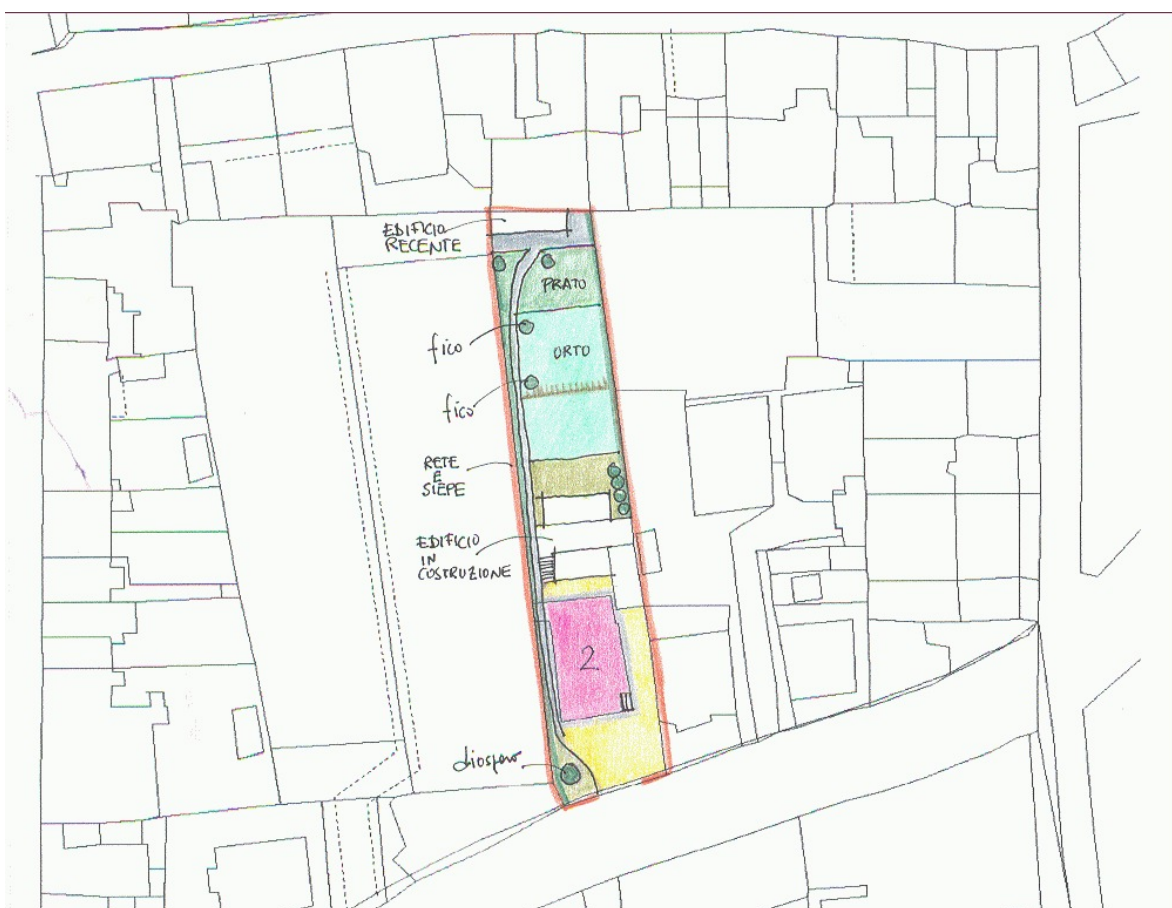 EDIFICIO
RECENTE
PRATO
fico
ORTO
fico
RETE
E
SIEPE
EDIFICIO
IN
COSTRUZIONE
2
diospero